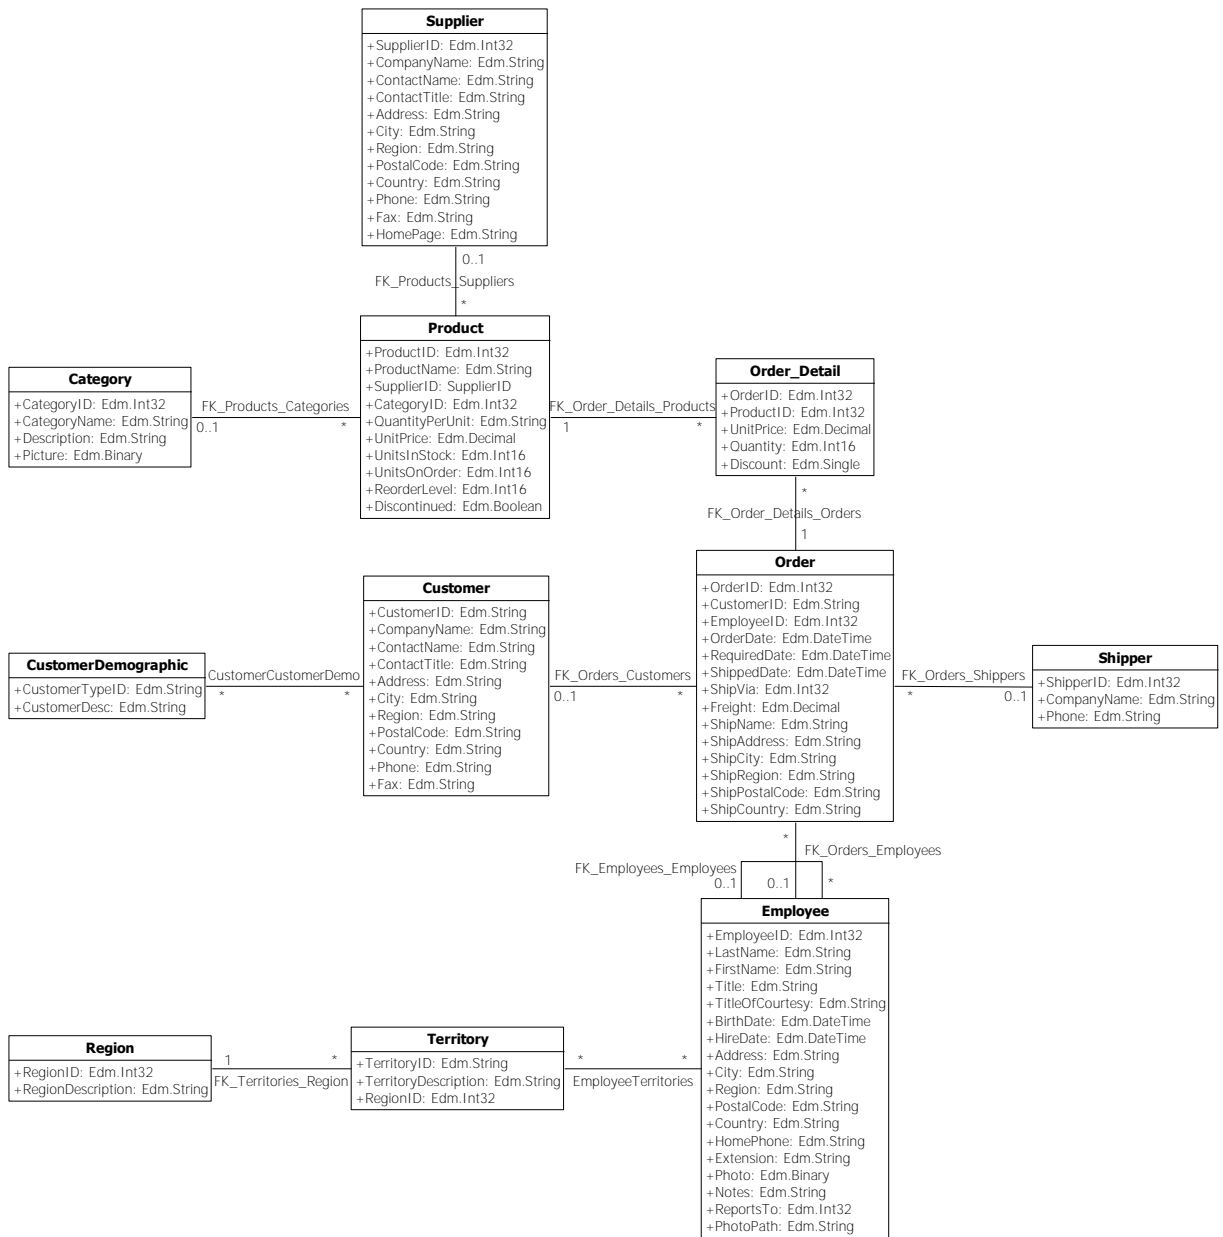 Supplier
+SupplierID: Edm.Int32
+CompanyName: Edm.String
+ContactName: Edm.String
+ContactTitle: Edm.String
+Address: Edm.String
+City: Edm.String
+Region: Edm.String
+PostalCode: Edm.String
+Country: Edm.String
+Phone: Edm.String
+Fax: Edm.String
+HomePage: Edm.String
0..1
FK_Products_Suppliers
*
Product
+ProductID: Edm.Int32
+ProductName: Edm.String
+SupplierID: SupplierID
+CategoryID: Edm.Int32
+QuantityPerUnit: Edm.String
+UnitPrice: Edm.Decimal
+UnitsInStock: Edm.Int16
+UnitsOnOrder: Edm.Int16
+ReorderLevel: Edm.Int16
+Discontinued: Edm.Boolean
Category
+CategoryID: Edm.Int32
+CategoryName: Edm.String
+Description: Edm.String
+Picture: Edm.Binary
FK_Products_Categories
0..1 *
FK_Order_Details_Products
1 *
Order_Detail
+OrderID: Edm.Int32
+ProductID: Edm.Int32
+UnitPrice: Edm.Decimal
+Quantity: Edm.Int16
+Discount: Edm.Single
*
FK_Order_Details_Orders
1
Order
+OrderID: Edm.Int32
+CustomerID: Edm.String
+EmployeeID: Edm.Int32
+OrderDate: Edm.DateTime
+RequiredDate: Edm.DateTime
+ShippedDate: Edm.DateTime
+ShipVia: Edm.Int32
+Freight: Edm.Decimal
+ShipName: Edm.String
+ShipAddress: Edm.String
+ShipCity: Edm.String
+ShipRegion: Edm.String
+ShipPostalCode: Edm.String
+ShipCountry: Edm.String
Customer
+CustomerID: Edm.String
+CompanyName: Edm.String
+ContactName: Edm.String
+ContactTitle: Edm.String
+Address: Edm.String
+City: Edm.String
+Region: Edm.String
+PostalCode: Edm.String
+Country: Edm.String
+Phone: Edm.String
+Fax: Edm.String
CustomerDemographic
+CustomerTypeID: Edm.String
+CustomerDesc: Edm.String
CustomerCustomerDemo
* *
FK_Orders_Customers
0..1 *
FK_Orders_Shippers
* 0..1
Shipper
+ShipperID: Edm.Int32
+CompanyName: Edm.String
+Phone: Edm.String
*
FK_Orders_Employees
FK_Employees_Employees
0..1 0..1 *
Employee
+EmployeeID: Edm.Int32
+LastName: Edm.String
+FirstName: Edm.String
+Title: Edm.String
+TitleOfCourtesy: Edm.String
+BirthDate: Edm.DateTime
+HireDate: Edm.DateTime
+Address: Edm.String
+City: Edm.String
+Region: Edm.String
+PostalCode: Edm.String
+Country: Edm.String
+HomePhone: Edm.String
+Extension: Edm.String
+Photo: Edm.Binary
+Notes: Edm.String
+ReportsTo: Edm.Int32
+PhotoPath: Edm.String
Region
+RegionID: Edm.Int32
+RegionDescription: Edm.String
1 *
FK_Territories_Region
Territory
+TerritoryID: Edm.String
+TerritoryDescription: Edm.String
+RegionID: Edm.Int32
* *
EmployeeTerritories